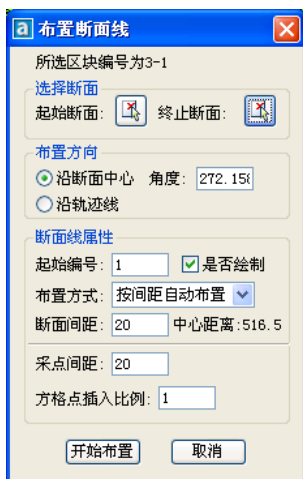 a 布置断面线
所选区块编号为3-1
选择断面
起始断面: 终止断面:
布置方向
沿断面中心 角度: 272.15
沿轨迹线
断面线属性
起始编号: 1 是否绘制
布置方式: 按间距自动布置
断面间距: 20 中心距离:516.5
采点间距: 20
方格点插入比例: 1
开始布置 取消